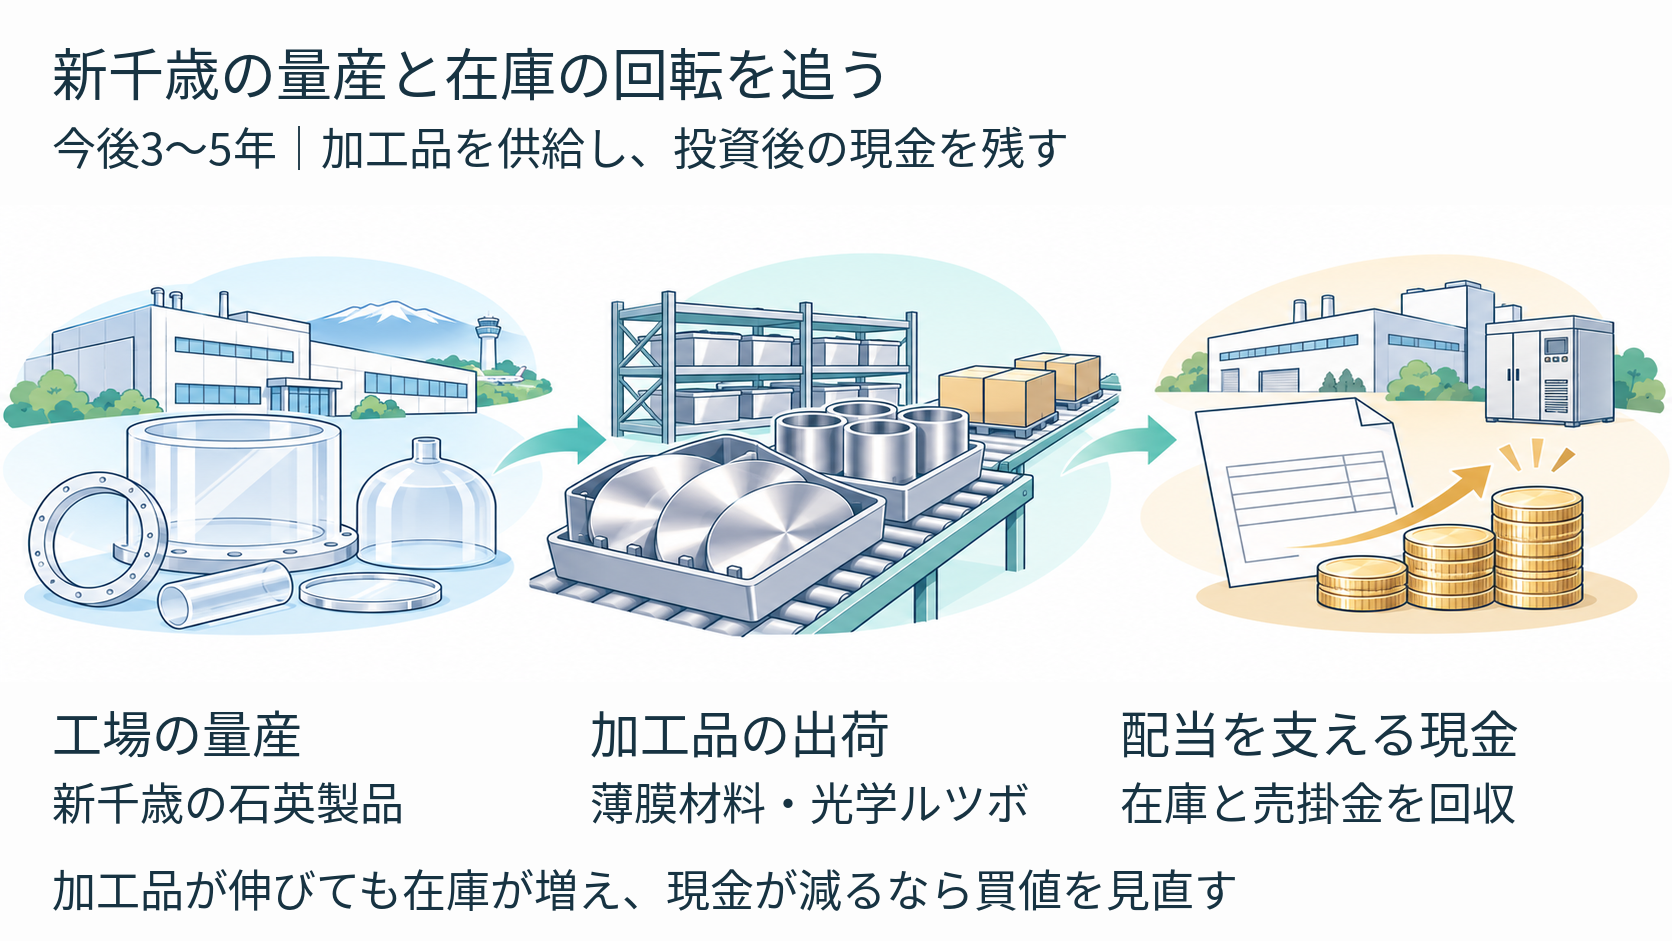 新千歳の量産と在庫の回転を追う
今後3～5年｜加工品を供給し、投資後の現金を残す
工場の量産
新千歳の石英製品
加工品の出荷
薄膜材料・光学ルツボ
配当を支える現金
在庫と売掛金を回収
加工品が伸びても在庫が増え、現金が減るなら買値を見直す